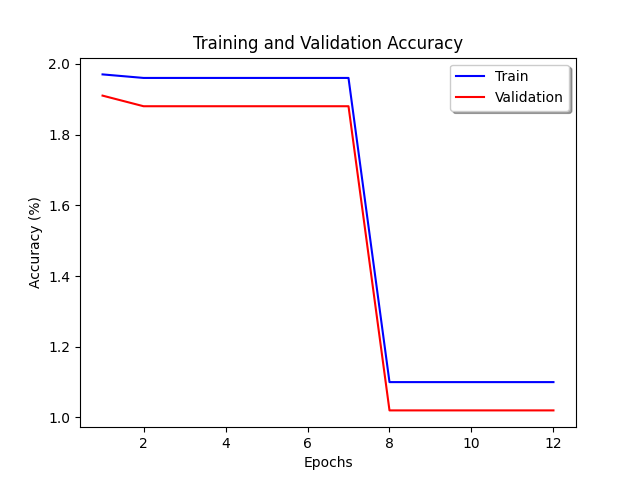 Training and Validation Accuracy
Train
Validation
2.0
1.8
1.6
1.4
1.2
1.0
Accuracy (%)
2 4 6 8 10 12
Epochs